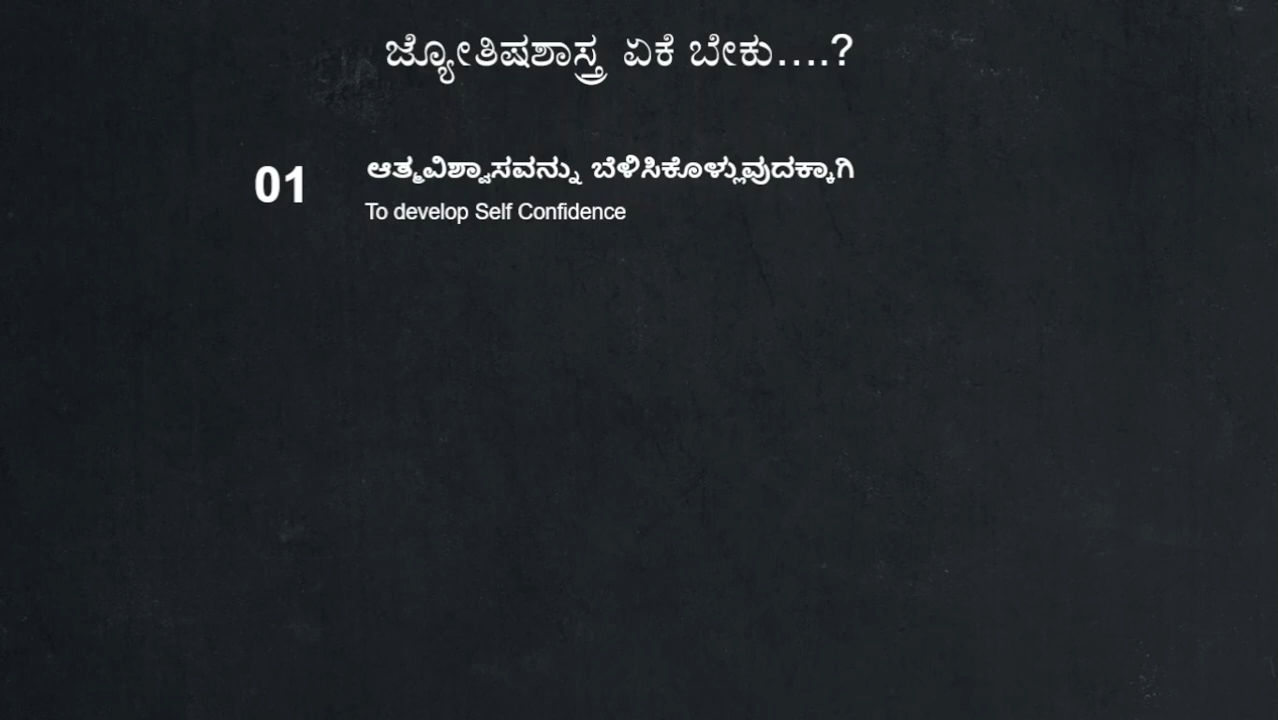 ಜ್ಯೋತಿಷಶಾಸ್ತ್ರ ಏಕೆ ಬೇಕು....?
01 ಆತ್ಮವಿಶ್ವಾಸವನ್ನು ಬೆಳೆಸಿಕೊಳ್ಳುವುದಕ್ಕಾಗಿ
To develop Self Confidence